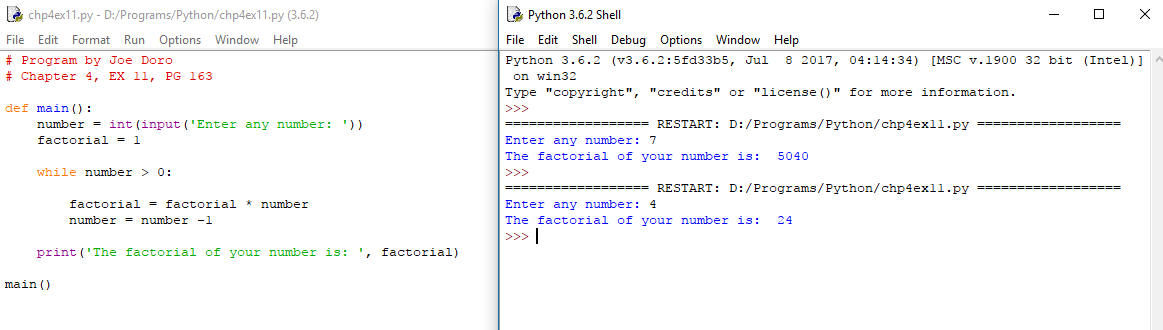 chp4ex11.py - D:/Programs/Python/chp4ex11.py (3.6.2)
File Edit Format Run Options Window Help
# Program by Joe Doro
# Chapter 4, EX 11, PG 163
def main():
    number = int(input('Enter any number: '))
    factorial = 1
    while number > 0:
        factorial = factorial * number
        number = number -1
    print('The factorial of your number is: ', factorial)
main()
Python 3.6.2 Shell
File Edit Shell Debug Options Window Help
Python 3.6.2 (v3.6.2:5fd33b5, Jul  8 2017, 04:14:34) [MSC v.1900 32 bit (Intel)]
 on win32
Type "copyright", "credits" or "license()" for more information.
>>>
================== RESTART: D:/Programs/Python/chp4ex11.py ==================
Enter any number: 7
The factorial of your number is:  5040
>>>
================== RESTART: D:/Programs/Python/chp4ex11.py ==================
Enter any number: 4
The factorial of your number is:  24
>>>